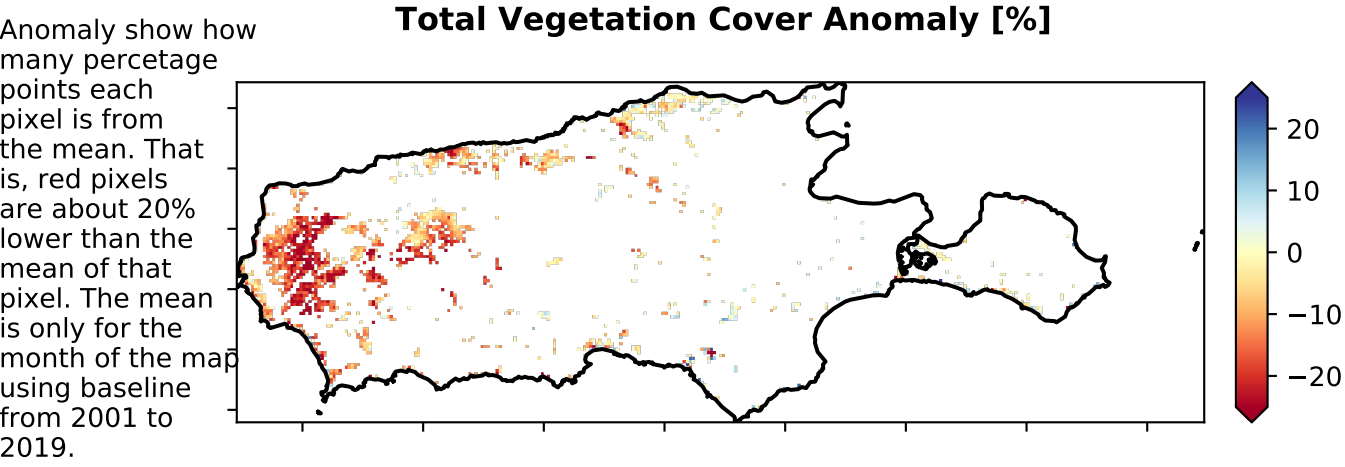 Total Vegetation Cover Anomaly [%]
Anomaly show how
many percetage
points each
pixel is from
the mean. That
is, red pixels
are about 20%
lower than the
mean of that
pixel. The mean
is only for the
month of the map
using baseline
from 2001 to
2019.
20
10
0
−10
−20